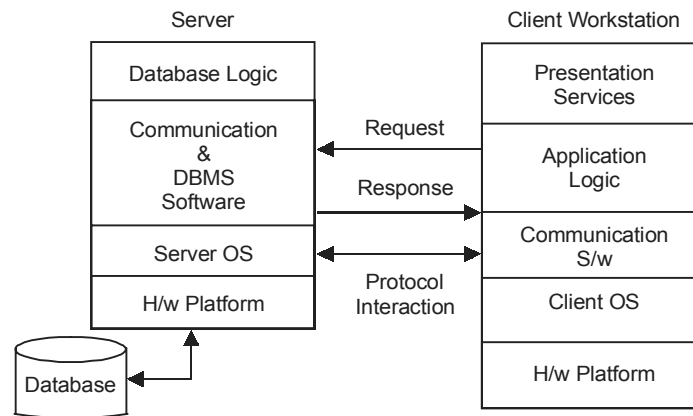 Server
Client Workstation
Database Logic
Communication
&
DBMS
Software
Server OS
H/w Platform
Database
Request
Response
Protocol
Interaction
Presentation
Services
Application
Logic
Communication
S/w
Client OS
H/w Platform